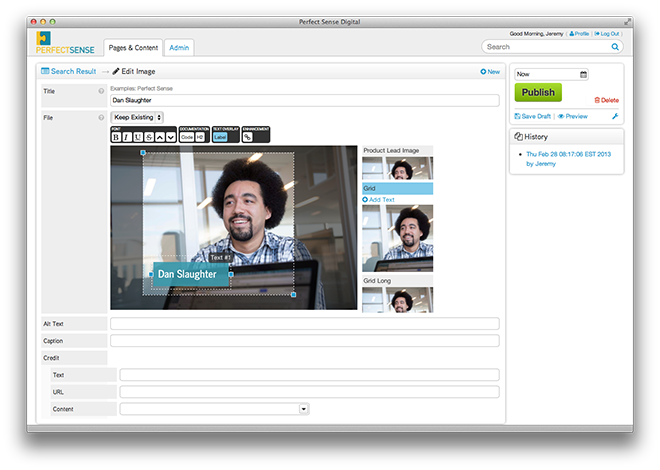 Perfect Sense Digital
PERFECTSENSE
Pages & Content
Admin
Good Morning, Jeremy
Profile
Log Out
Search
Search Result → Edit Image
New
Title
Examples: Perfect Sense
Dan Slaughter
File
Keep Existing
FONT
B I U S
DOCUMENTATION
Code H2
TEXT OVERLAY
Label
ENHANCEMENT
Text #1
Dan Slaughter
Product Lead Image
Grid
Add Text
Grid Long
Alt Text
Caption
Credit
Text
URL
Content
Now
Publish
Delete
Save Draft | Preview
History
Thu Feb 28 08:17:06 EST 2013
by Jeremy